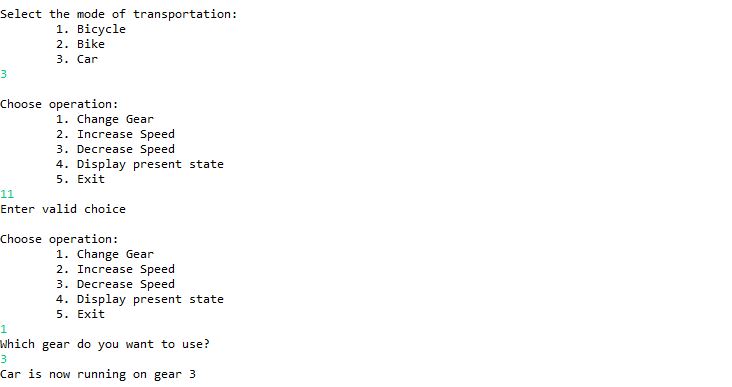 Select the mode of transportation:
1. Bicycle
2. Bike
3. Car
3
Choose operation:
1. Change Gear
2. Increase Speed
3. Decrease Speed
4. Display present state
5. Exit
11
Enter valid choice
Choose operation:
1. Change Gear
2. Increase Speed
3. Decrease Speed
4. Display present state
5. Exit
1
Which gear do you want to use?
3
Car is now running on gear 3